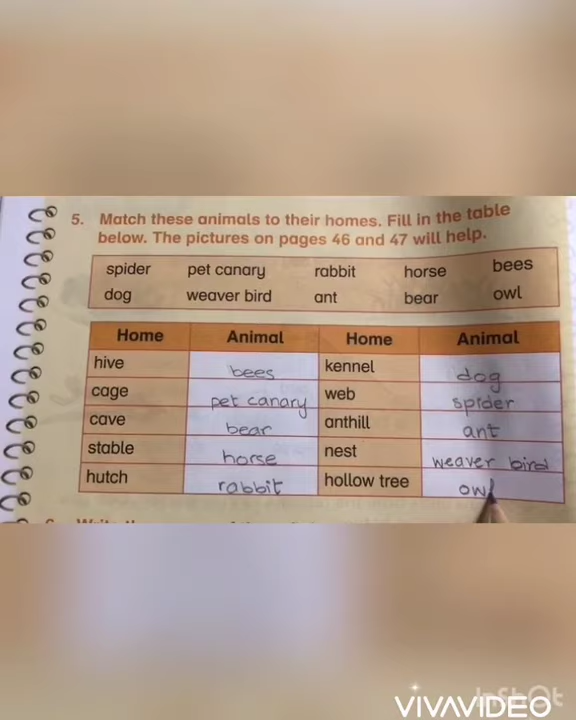 5. Match these animals to their homes. Fill in the table
below. The pictures on pages 46 and 47 will help.
spider pet canary rabbit horse bees
dog weaver bird ant bear owl
Home Animal Home Animal
hive bees kennel dog
cage pet canary web spider
cave bear anthill ant
stable horse nest weaver bird
hutch rabbit hollow tree owl
InShot
VIVAVIDEO